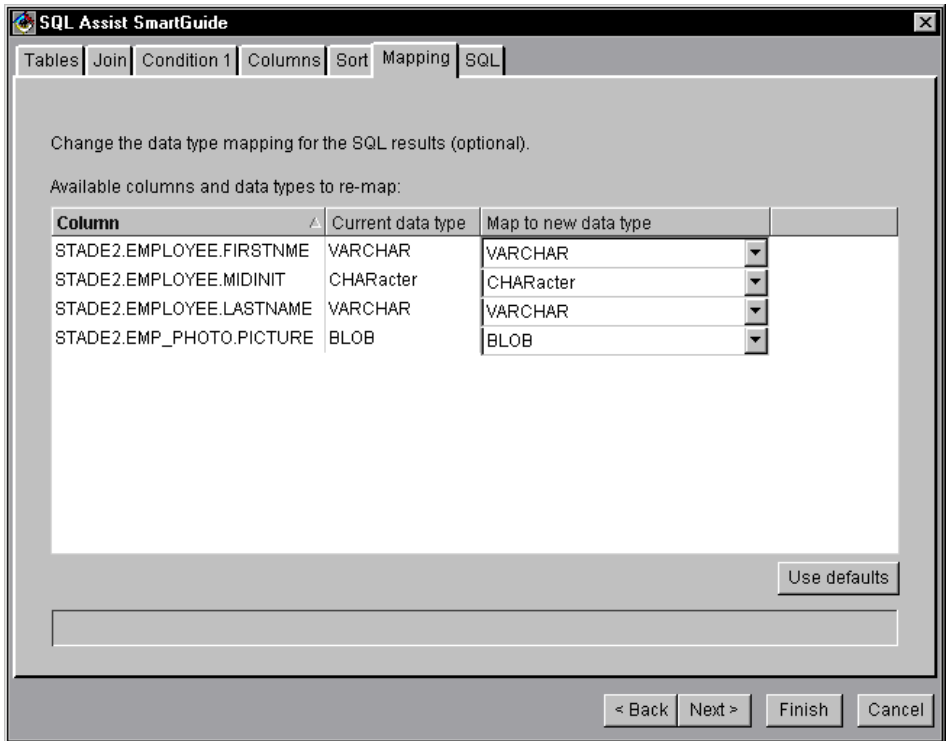 SQL Assist SmartGuide
Tables Join Condition 1 Columns Sort Mapping SQL
Change the data type mapping for the SQL results (optional).
Available columns and data types to re-map:
Column Current data type Map to new data type
STADE2.EMPLOYEE.FIRSTNME VARCHAR VARCHAR
STADE2.EMPLOYEE.MIDINIT CHARacter CHARacter
STADE2.EMPLOYEE.LASTNAME VARCHAR VARCHAR
STADE2.EMP_PHOTO.PICTURE BLOB BLOB
Use defaults
< Back Next > Finish Cancel